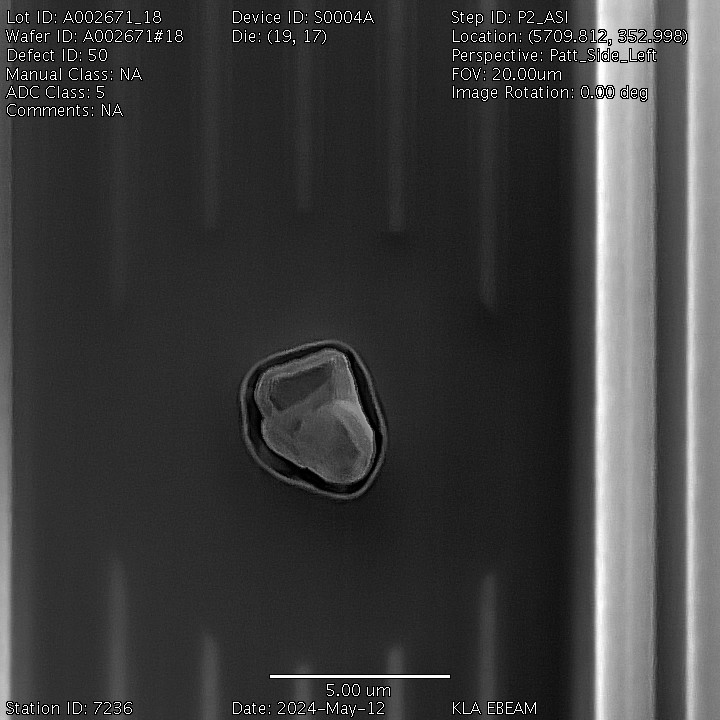 Lot ID: A002671_18
Wafer ID: A002671#18
Defect ID: 50
Manual Class: NA
ADC Class: 5
Comments: NA
Device ID: S0004A
Die: (19, 17)
Step ID: P2_ASI
Location: (5709.812, 352.998)
Perspective: Patt_Side_Left
FOV: 20.00um
Image Rotation: 0.00 deg
5.00 um
Station ID: 7236
Date: 2024-May-12
KLA EBEAM